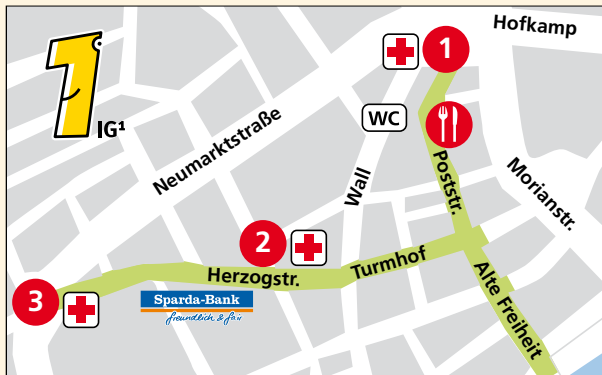 Hofkamp
1
IG¹
WC
Neumarktstraße
Wall
Poststr.
Morianstr.
2
Herzogstr.
Turmhof
Alte Freiheit
3
Sparda-Bank
freundlich & fair